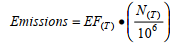 Emissions = EF(T) • (N(T) / 10^6)